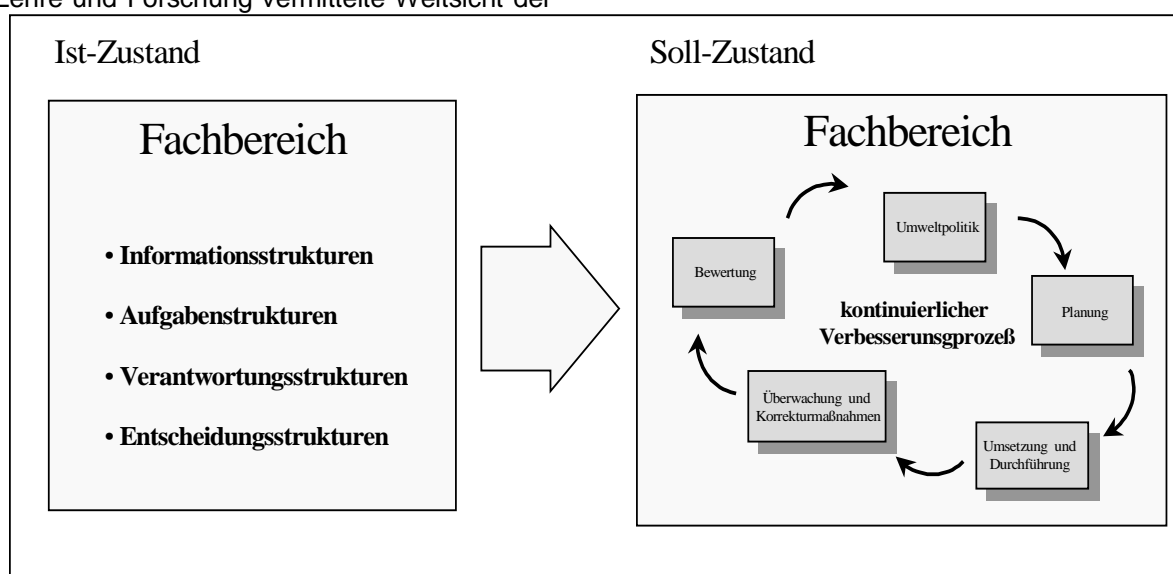 Lehre und Forschung vermittelte Weltsicht der
Ist-Zustand
Fachbereich
• Informationsstrukturen
• Aufgabenstrukturen
• Verantwortungsstrukturen
• Entscheidungsstrukturen
Soll-Zustand
Fachbereich
Umweltpolitik
Planung
Umsetzung und
Durchführung
Überwachung und
Korrekturmaßnahmen
Bewertung
kontinuierlicher
Verbesserunsgprozeß